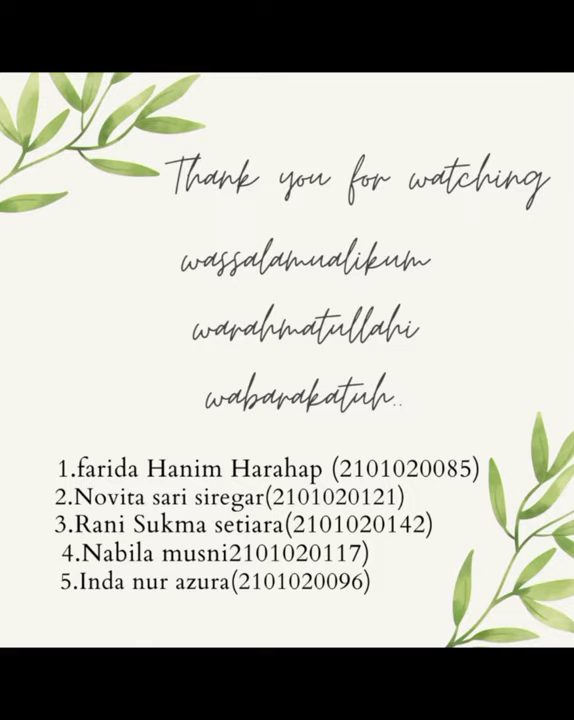 Thank you for watching
wassalamualikum
warahmatullahi
wabarakatuh..
1.farida Hanim Harahap (2101020085)
2.Novita sari siregar(2101020121)
3.Rani Sukma setiara(2101020142)
4.Nabila musni2101020117)
5.Inda nur azura(2101020096)